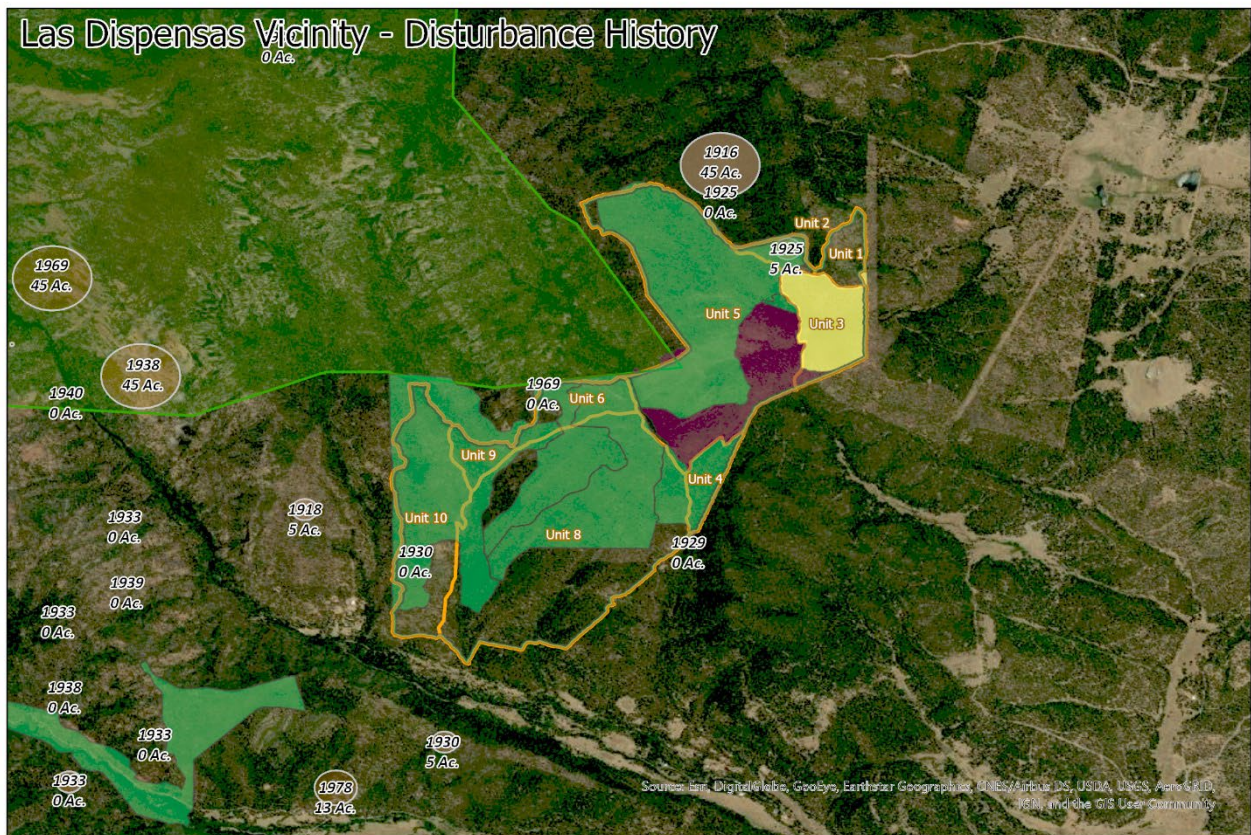 Las Dispensas Vicinity - Disturbance History
0 Ac.
1916
45 Ac.
1925
0 Ac.
Unit 2
1925
5 Ac.
Unit 1
1969
45 Ac.
Unit 5
Unit 3
1938
45 Ac.
1940
0 Ac.
1969
0 Ac.
Unit 6
Unit 9
Unit 4
1918
5 Ac.
1933
0 Ac.
Unit 10
Unit 8
1930
0 Ac.
1929
0 Ac.
1939
0 Ac.
1933
0 Ac.
1938
0 Ac.
1933
0 Ac.
1930
5 Ac.
1933
0 Ac.
1978
13 Ac.
Source: Esri, DigitalGlobe, GeoEye, Earthstar Geographics, CNES/Airbus DS, USDA, USGS, AeroGRID,
IGN, and the GIS User Community